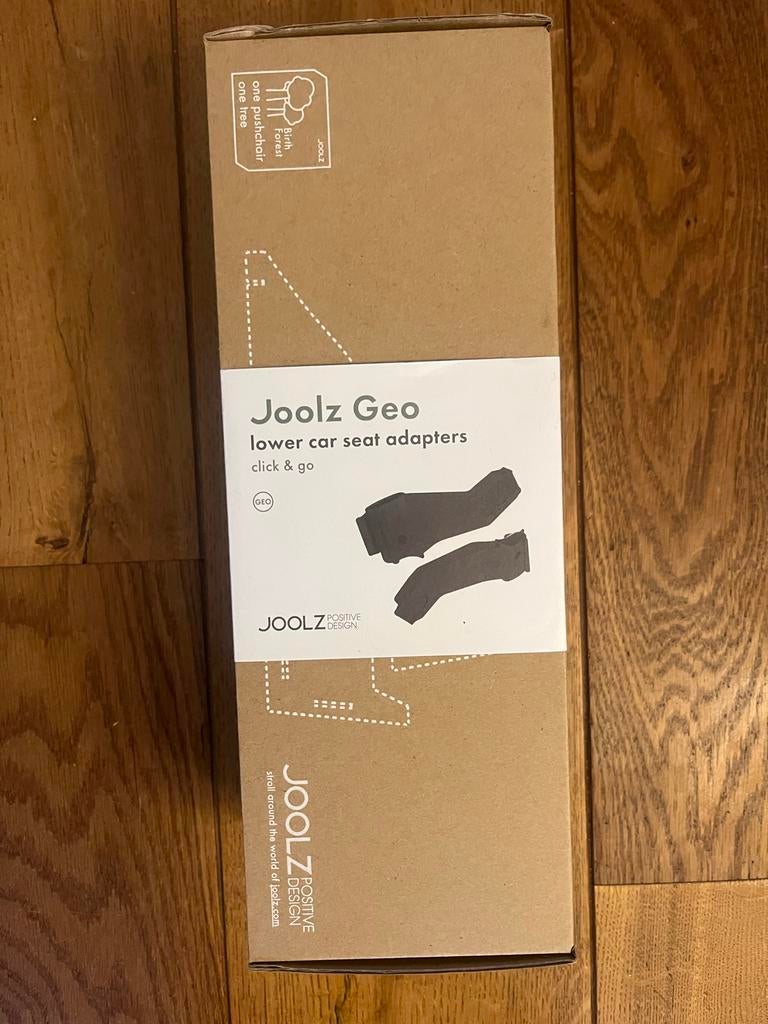 JOOLZ
Birth
Forest
one pushchair
one tree
Joolz Geo
lower car seat adapters
click & go
GEO
JOOLZ POSITIVE
DESIGN.
JOOLZ POSITIVE
DESIGN
stroll around the world of joolz.com